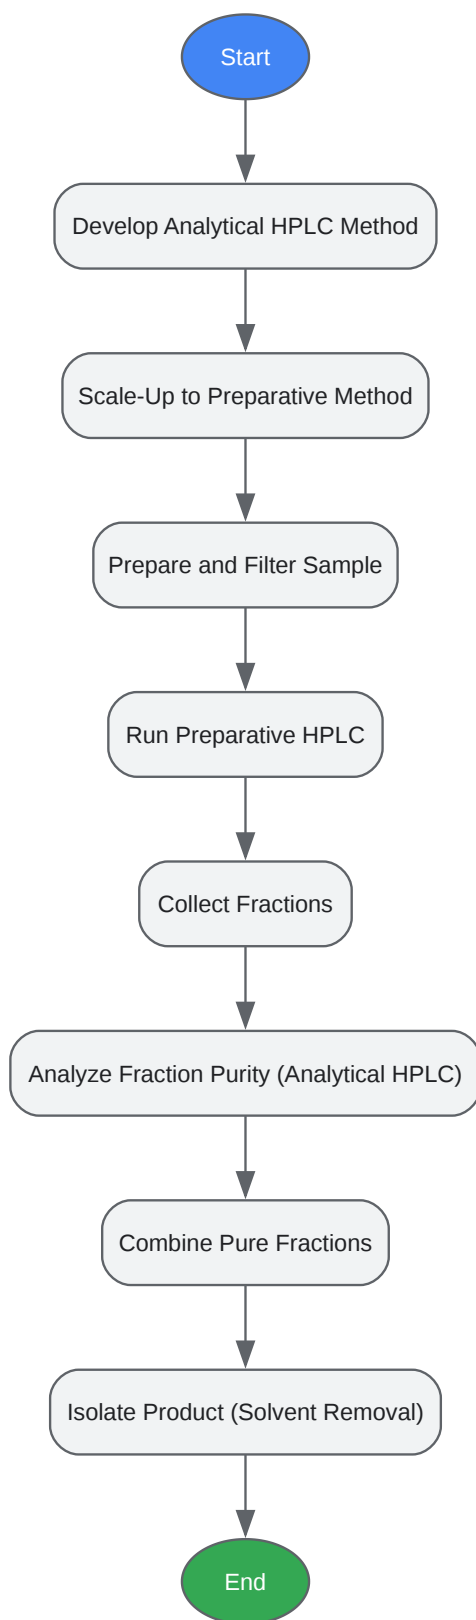 Start
Develop Analytical HPLC Method
Scale-Up to Preparative Method
Prepare and Filter Sample
Run Preparative HPLC
Collect Fractions
Analyze Fraction Purity (Analytical HPLC)
Combine Pure Fractions
Isolate Product (Solvent Removal)
End